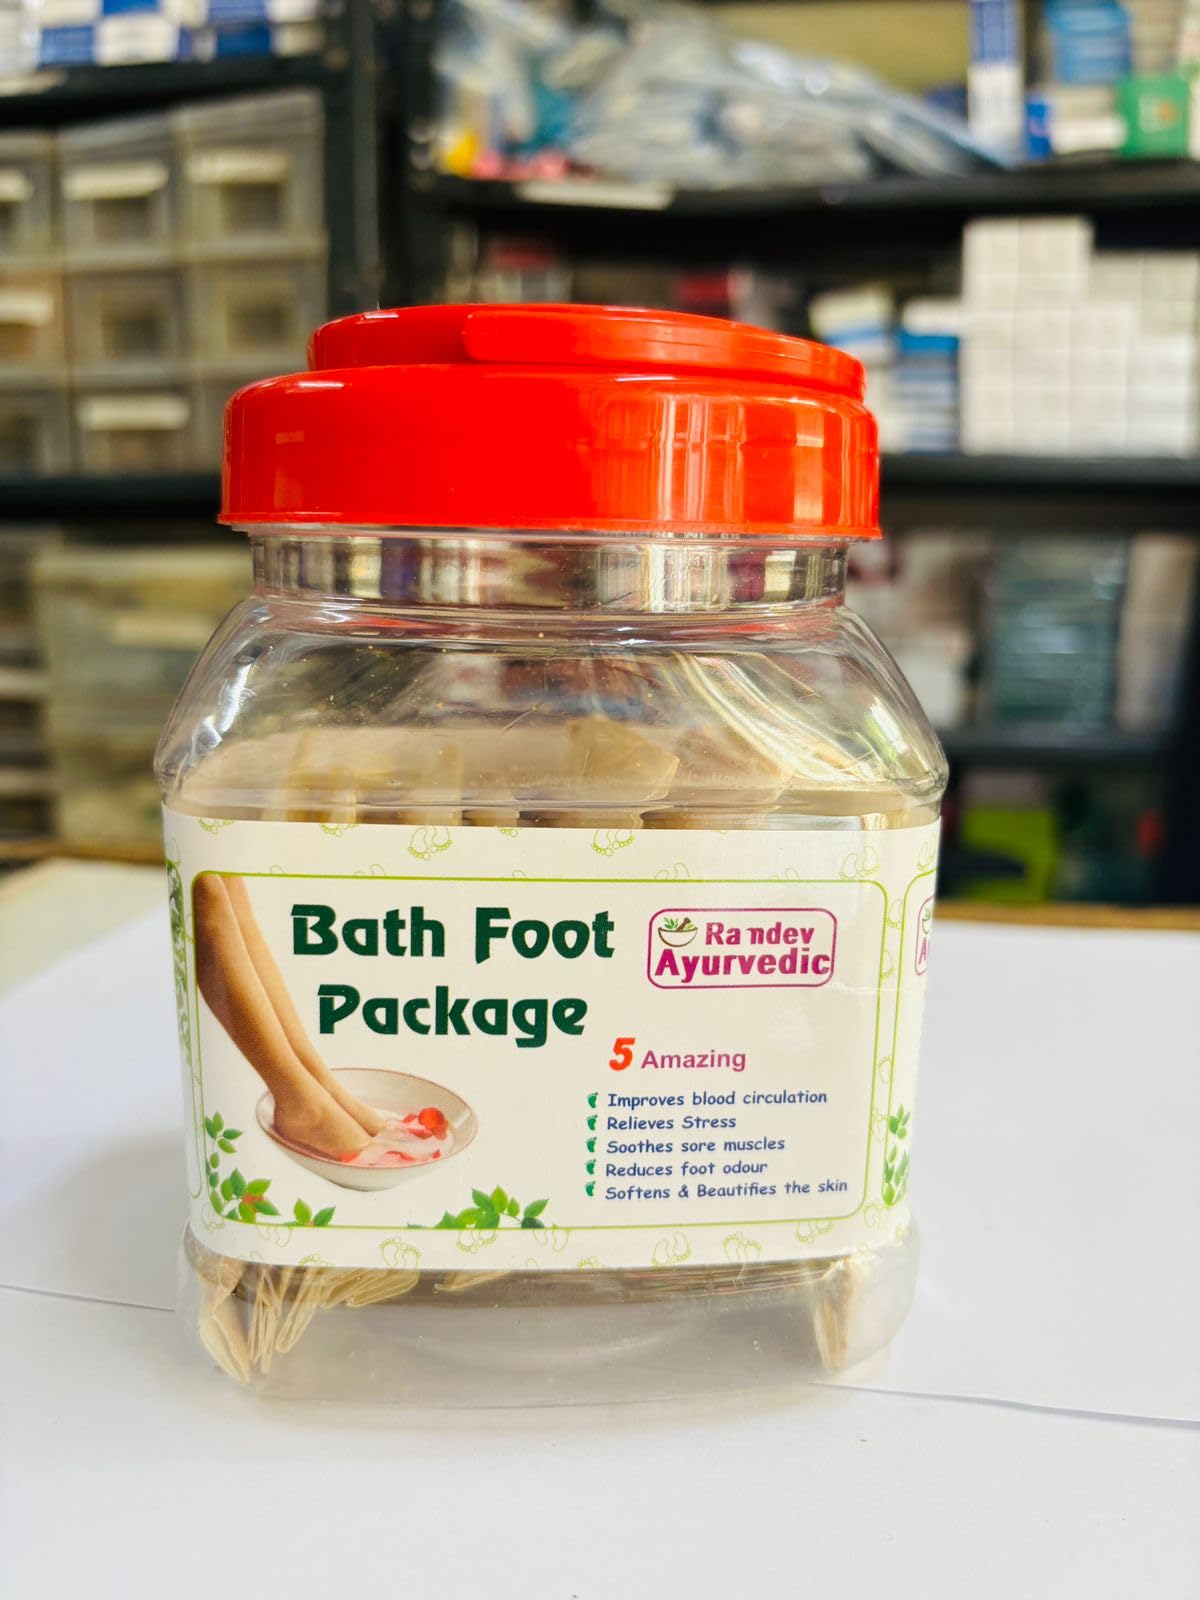 Bath Foot
Package
Ramdev
Ayurvedic
5 Amazing
Improves blood circulation
Relieves Stress
Soothes sore muscles
Reduces foot odour
Softens & Beautifies the skin